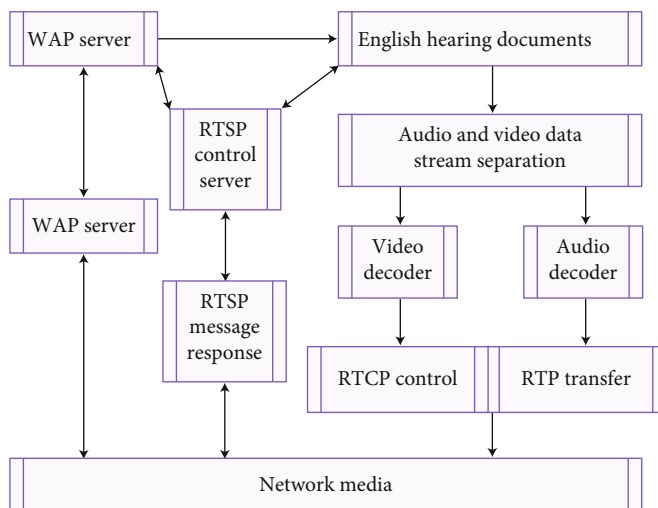 WAP server
English hearing documents
RTSP
control
server
Audio and video data
stream separation
WAP server
Video
decoder
Audio
decoder
RTSP
message
response
RTCP control
RTP transfer
Network media